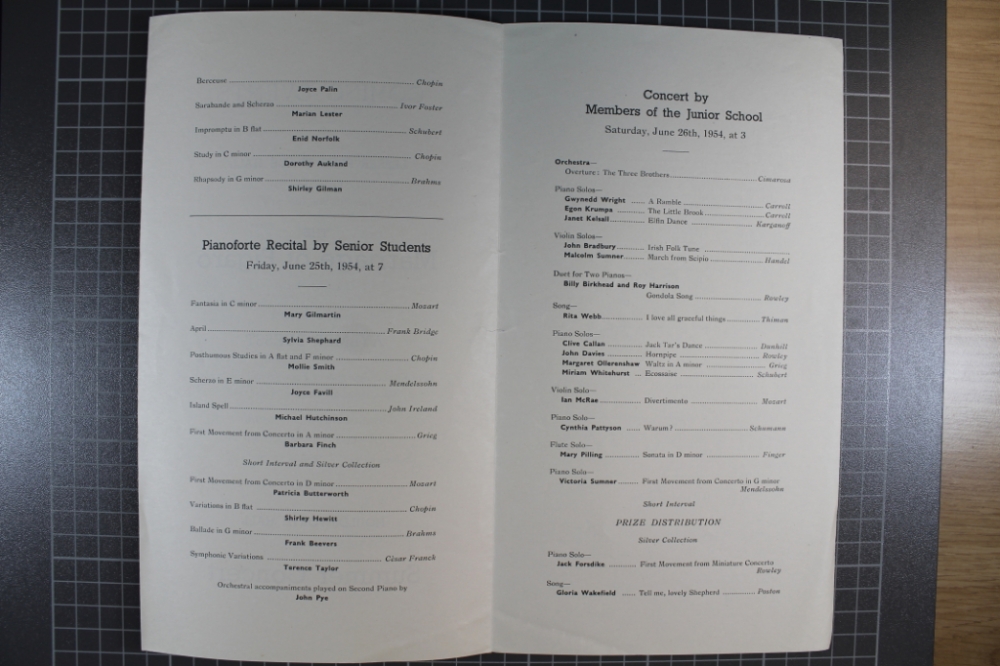 Berceuse ... Chopin
Joyce Palin
Sarabande and Scherzo ... Ivor Foster
Marian Lester
Impromptu in B flat ... Schubert
Enid Norfolk
Study in C minor ... Chopin
Dorothy Aukland
Rhapsody in G minor ... Brahms
Shirley Gilman
Pianoforte Recital by Senior Students
Friday, June 25th, 1954, at 7
Fantasia in C minor ... Mozart
Mary Gilmartin
April ... Frank Bridge
Sylvia Shephard
Posthumous Studies in A flat and F minor ... Chopin
Mollie Smith
Scherzo in E minor ... Mendelssohn
Joyce Favill
Island Spell ... John Ireland
Michael Hutchinson
First Movement from Concerto in A minor ... Grieg
Barbara Finch
Short Interval and Silver Collection
First Movement from Concerto in D minor ... Mozart
Patricia Butterworth
Variations in B flat ... Chopin
Shirley Hewitt
Ballade in G minor ... Brahms
Frank Beevers
Symphonic Variations ... César Franck
Terence Taylor
Orchestral accompaniments played on Second Piano by
John Pye
Concert by
Members of the Junior School
Saturday, June 26th, 1954, at 3
Orchestra—
Overture: The Three Brothers ... Cimarosa
Piano Solos—
Gwynedd Wright ... A Ramble ... Carroll
Egon Krumps ... The Little Brook ... Carroll
Janet Kelsall ... Elfin Dance ... Karganoff
Violin Solos—
John Bradbury ... Irish Folk Tune ...
Malcolm Sumner ... March from Scipio ... Handel
Duet for Two Pianos—
Billy Birkhead and Roy Harrison
Gondola Song ... Rowley
Song—
Rita Webb ... I love all graceful things ... Thiman
Piano Solos—
Clive Callan ... Jack Tar's Dance ... Dunhill
John Davies ... Hornpipe ... Rowley
Margaret Ollerenshaw Waltz in A minor ... Grieg
Miriam Whitehurst ... Ecossaise ... Schubert
Violin Solo—
Ian McRae ... Divertimento ... Mozart
Piano Solo—
Cynthia Pattyson ... Warum? ... Schumann
Flute Solo—
Mary Pilling ... Sonata in D minor ... Finger
Piano Solo—
Victoria Sumner ... First Movement from Concerto in G minor
Mendelssohn
Short Interval
PRIZE DISTRIBUTION
Silver Collection
Piano Solo—
Jack Forsdike ... First Movement from Miniature Concerto
Rowley
Song—
Gloria Wakefield ... Tell me, lovely Shepherd ... Poston